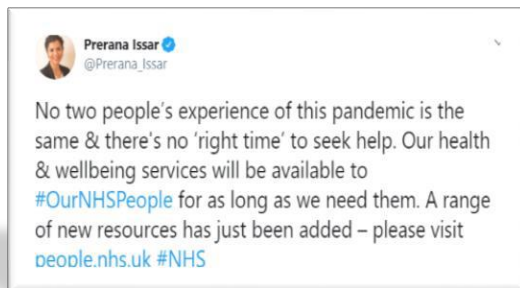 Prerana Issar
@Prerana_Issar
No two people's experience of this pandemic is the
same & there's no 'right time' to seek help. Our health
& wellbeing services will be available to
#OurNHSPeople for as long as we need them. A range
of new resources has just been added – please visit
people.nhs.uk #NHS